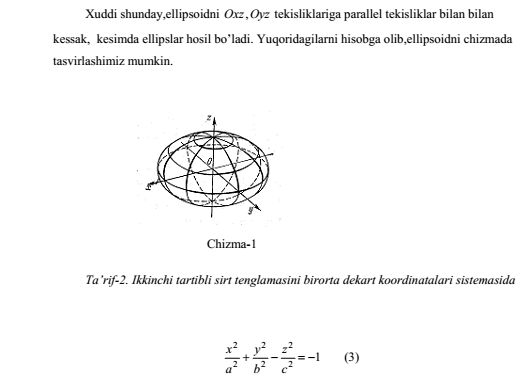 Xuddi shunday,ellipsoidni Oxz,Oyz tekisliklariga parallel tekisliklar bilan bilan
kessak, kesimda ellipslar hosil bo’ladi. Yuqoridagilarni hisobga olib,ellipsoidni chizmada
tasvirlashimiz mumkin.
z
O
x
y
Chizma-1
Ta’rif-2. Ikkinchi tartibli sirt tenglamasini birorta dekart koordinatalari sistemasida
x²/a² + y²/b² − z²/c² = −1 (3)